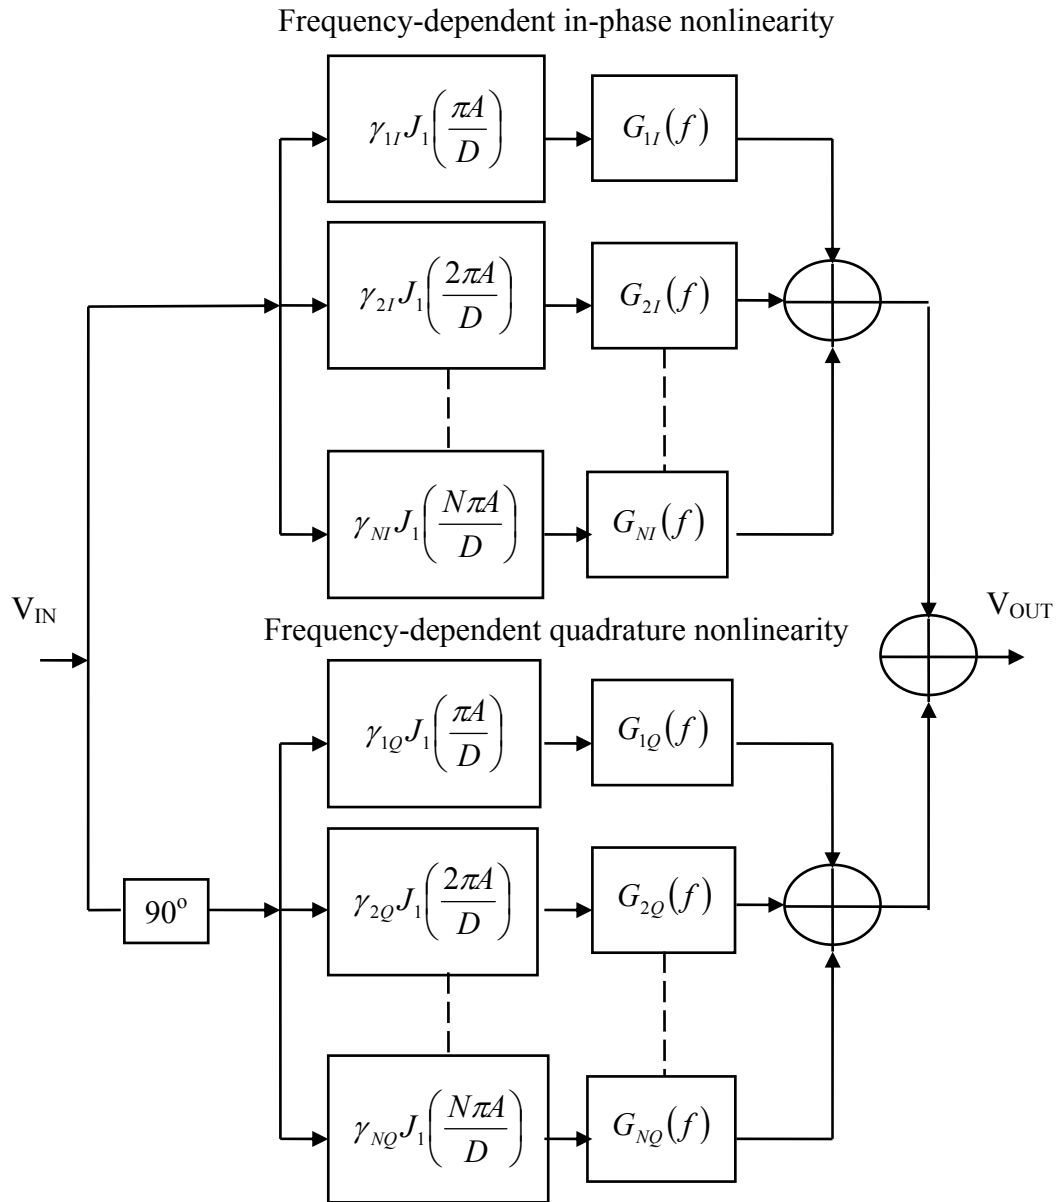 Frequency-dependent in-phase nonlinearity
γ₁I J₁(πA/D)
G₁I(f)
γ₂I J₁(2πA/D)
G₂I(f)
γNI J₁(NπA/D)
GNI(f)
VIN
VOUT
Frequency-dependent quadrature nonlinearity
γ₁Q J₁(πA/D)
G₁Q(f)
90º
γ₂Q J₁(2πA/D)
G₂Q(f)
γNQ J₁(NπA/D)
GNQ(f)